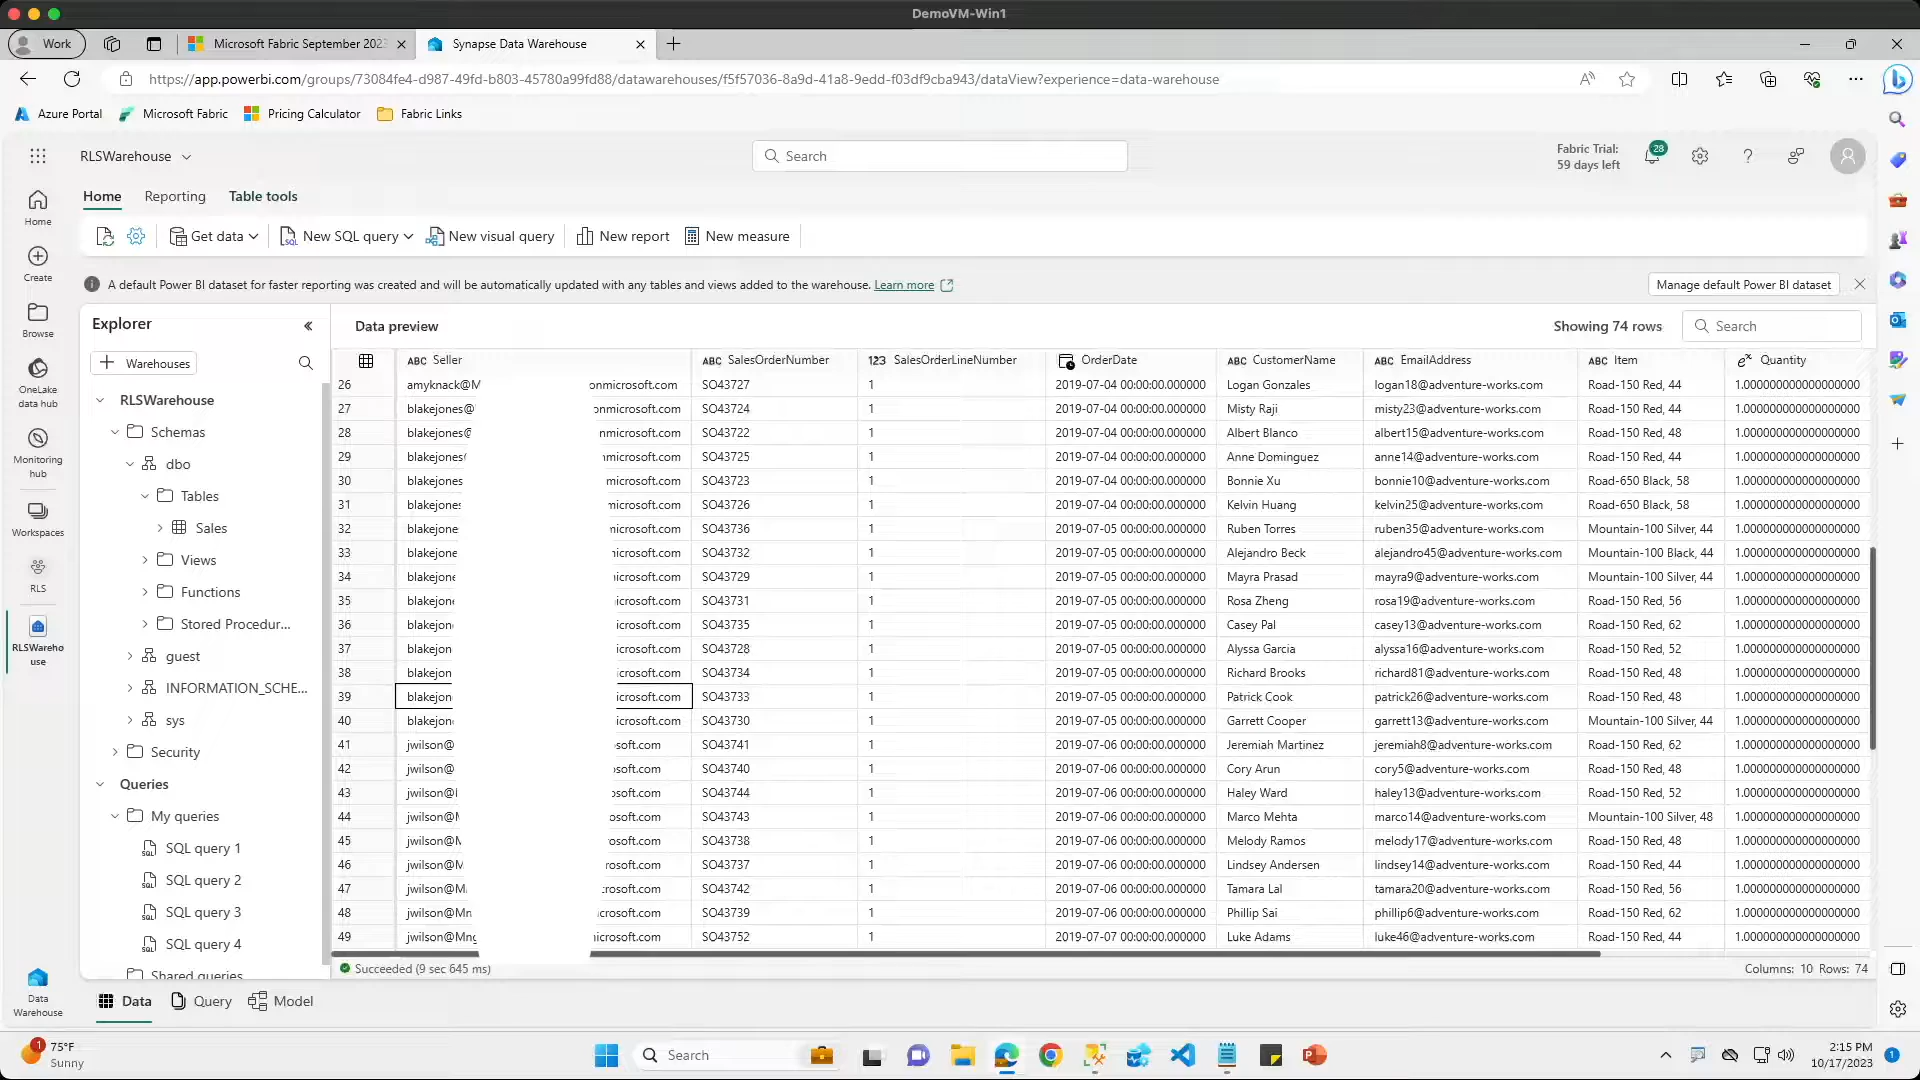 DemoVM-Win1
Work
Microsoft Fabric September 2023
Synapse Data Warehouse
https://app.powerbi.com/groups/73084fe4-d987-49fd-b803-45780a99fd88/datawarehouses/f5f57036-8a9d-41a8-9edd-f03df9cba943/dataView?experience=data-warehouse
Azure Portal Microsoft Fabric Pricing Calculator Fabric Links
RLSWarehouse
Search
Fabric Trial:
59 days left
28
Home Reporting Table tools
Get data New SQL query New visual query New report New measure
A default Power BI dataset for faster reporting was created and will be automatically updated with any tables and views added to the warehouse. Learn more
Manage default Power BI dataset
Home
Create
Browse
OneLake
data hub
Monitoring
hub
Workspaces
RLS
RLSWareho
use
Data
Warehouse
Explorer
Warehouses
RLSWarehouse
Schemas
dbo
Tables
Sales
Views
Functions
Stored Procedur...
guest
INFORMATION_SCHE...
sys
Security
Queries
My queries
SQL query 1
SQL query 2
SQL query 3
SQL query 4
Shared queries
Data preview
Showing 74 rows
Search
ABC Seller ABC SalesOrderNumber 123 SalesOrderLineNumber OrderDate ABC CustomerName ABC EmailAddress ABC Item Quantity
26 amyknack@M onmicrosoft.com SO43727 1 2019-07-04 00:00:00.000000 Logan Gonzales logan18@adventure-works.com Road-150 Red, 44 1.000000000000000000
27 blakejones@ onmicrosoft.com SO43724 1 2019-07-04 00:00:00.000000 Misty Raji misty23@adventure-works.com Road-150 Red, 44 1.000000000000000000
28 blakejones@ nmicrosoft.com SO43722 1 2019-07-04 00:00:00.000000 Albert Blanco albert15@adventure-works.com Road-150 Red, 48 1.000000000000000000
29 blakejones nmicrosoft.com SO43725 1 2019-07-04 00:00:00.000000 Anne Dominguez anne14@adventure-works.com Road-150 Red, 44 1.000000000000000000
30 blakejones microsoft.com SO43723 1 2019-07-04 00:00:00.000000 Bonnie Xu bonnie10@adventure-works.com Road-650 Black, 58 1.000000000000000000
31 blakejones microsoft.com SO43726 1 2019-07-04 00:00:00.000000 Kelvin Huang kelvin25@adventure-works.com Road-650 Black, 58 1.000000000000000000
32 blakejone microsoft.com SO43736 1 2019-07-05 00:00:00.000000 Ruben Torres ruben35@adventure-works.com Mountain-100 Silver, 44 1.000000000000000000
33 blakejone icrosoft.com SO43732 1 2019-07-05 00:00:00.000000 Alejandro Beck alejandro45@adventure-works.com Mountain-100 Black, 44 1.000000000000000000
34 blakejone icrosoft.com SO43729 1 2019-07-05 00:00:00.000000 Mayra Prasad mayra9@adventure-works.com Mountain-100 Silver, 44 1.000000000000000000
35 blakejon icrosoft.com SO43731 1 2019-07-05 00:00:00.000000 Rosa Zheng rosa19@adventure-works.com Road-150 Red, 56 1.000000000000000000
36 blakejon icrosoft.com SO43735 1 2019-07-05 00:00:00.000000 Casey Pal casey13@adventure-works.com Road-150 Red, 62 1.000000000000000000
37 blakejon icrosoft.com SO43728 1 2019-07-05 00:00:00.000000 Alyssa Garcia alyssa16@adventure-works.com Road-150 Red, 52 1.000000000000000000
38 blakejon icrosoft.com SO43734 1 2019-07-05 00:00:00.000000 Richard Brooks richard81@adventure-works.com Road-150 Red, 48 1.000000000000000000
39 blakejon icrosoft.com SO43733 1 2019-07-05 00:00:00.000000 Patrick Cook patrick26@adventure-works.com Road-150 Red, 48 1.000000000000000000
40 blakejon icrosoft.com SO43730 1 2019-07-05 00:00:00.000000 Garrett Cooper garrett13@adventure-works.com Mountain-100 Silver, 44 1.000000000000000000
41 jwilson@ soft.com SO43741 1 2019-07-06 00:00:00.000000 Jeremiah Martinez jeremiah8@adventure-works.com Road-150 Red, 62 1.000000000000000000
42 jwilson@ osoft.com SO43740 1 2019-07-06 00:00:00.000000 Cory Arun cory5@adventure-works.com Road-150 Red, 48 1.000000000000000000
43 jwilson@ osoft.com SO43744 1 2019-07-06 00:00:00.000000 Haley Ward haley13@adventure-works.com Road-150 Red, 52 1.000000000000000000
44 jwilson@M osoft.com SO43743 1 2019-07-06 00:00:00.000000 Marco Mehta marco14@adventure-works.com Mountain-100 Silver, 48 1.000000000000000000
45 jwilson@M rosoft.com SO43738 1 2019-07-06 00:00:00.000000 Melody Ramos melody17@adventure-works.com Road-150 Red, 48 1.000000000000000000
46 jwilson@M rosoft.com SO43737 1 2019-07-06 00:00:00.000000 Lindsey Andersen lindsey14@adventure-works.com Road-150 Red, 44 1.000000000000000000
47 jwilson@M crosoft.com SO43742 1 2019-07-06 00:00:00.000000 Tamara Lal tamara20@adventure-works.com Road-150 Red, 56 1.000000000000000000
48 jwilson@Mn icrosoft.com SO43739 1 2019-07-06 00:00:00.000000 Phillip Sai phillip6@adventure-works.com Road-150 Red, 62 1.000000000000000000
49 jwilson@Mng icrosoft.com SO43752 1 2019-07-07 00:00:00.000000 Luke Adams luke46@adventure-works.com Road-150 Red, 44 1.000000000000000000
Succeeded (9 sec 645 ms)
Columns: 10 Rows: 74
Data Query Model
1
75°F
Sunny
Search
2:15 PM
10/17/2023
1